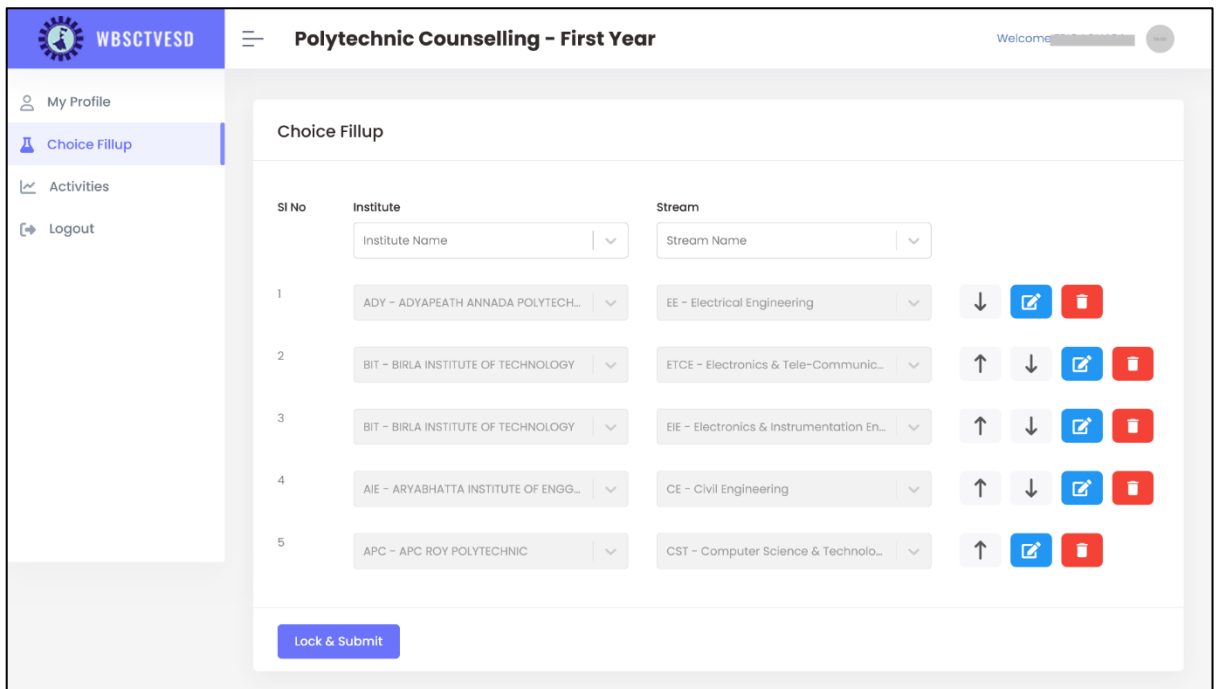 WBSCTVESD
Polytechnic Counselling - First Year
Welcome
My Profile
Choice Fillup
Activities
Logout
Choice Fillup
Sl No Institute Stream
Institute Name Stream Name
1 ADY - ADYAPEATH ANNADA POLYTECH... EE - Electrical Engineering
2 BIT - BIRLA INSTITUTE OF TECHNOLOGY ETCE - Electronics & Tele-Communic...
3 BIT - BIRLA INSTITUTE OF TECHNOLOGY EIE - Electronics & Instrumentation En...
4 AIE - ARYABHATTA INSTITUTE OF ENGG... CE - Civil Engineering
5 APC - APC ROY POLYTECHNIC CST - Computer Science & Technolo...
Lock & Submit